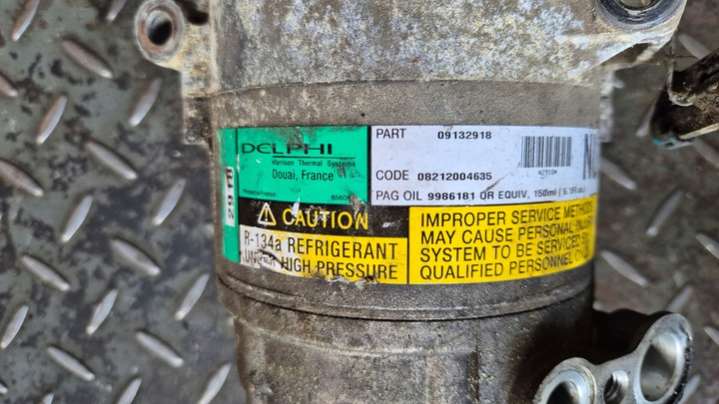 DELPHI
Harrison Thermal Systems
Douai, France
PART 09132918
CODE 08212004635
PAG OIL 9986181 OR EQUIV, 150ml
CAUTION
R-134a REFRIGERANT
UNDER HIGH PRESSURE
IMPROPER SERVICE METHODS
MAY CAUSE PERSONAL
SYSTEM TO BE SERVICED
QUALIFIED PERSONNEL